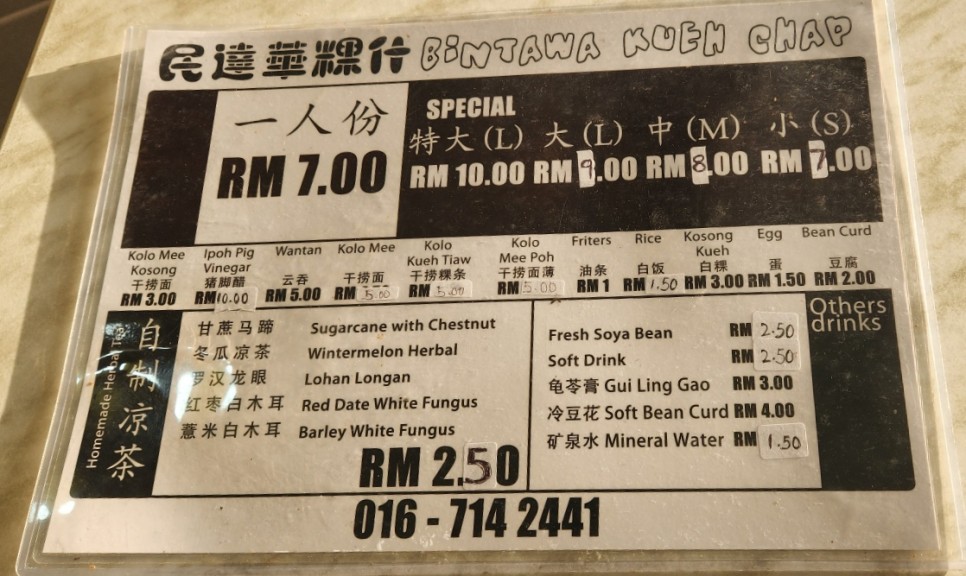 民達華粿什 BINTAWA KUEH CHAP
一人份
RM 7.00
SPECIAL
特大 (L) 大 (L) 中 (M) 小 (S)
RM 10.00 RM 9.00 RM 8.00 RM 7.00
Kolo Mee Kosong 干捞面 RM 3.00
Ipoh Pig Vinegar 猪脚醋 RM 10.00
Wantan 云吞 RM 5.00
Kolo Mee 干捞面 RM 5.00
Kolo Kueh Tiaw 干捞粿条 RM 5.00
Kolo Mee Poh 干捞面薄 RM 5.00
Friters 油条 RM 1
Rice 白饭 RM 1.50
Kosong Kueh 白粿 RM 3.00
Egg 蛋 RM 1.50
Bean Curd 豆腐 RM 2.00
Homemade Herbal Tea
自制凉茶
甘蔗马蹄 Sugarcane with Chestnut
冬瓜凉茶 Wintermelon Herbal
罗汉龙眼 Lohan Longan
红枣白木耳 Red Date White Fungus
薏米白木耳 Barley White Fungus
RM 2.50
Others drinks
Fresh Soya Bean RM 2.50
Soft Drink RM 2.50
龟苓膏 Gui Ling Gao RM 3.00
冷豆花 Soft Bean Curd RM 4.00
矿泉水 Mineral Water RM 1.50
016 - 714 2441